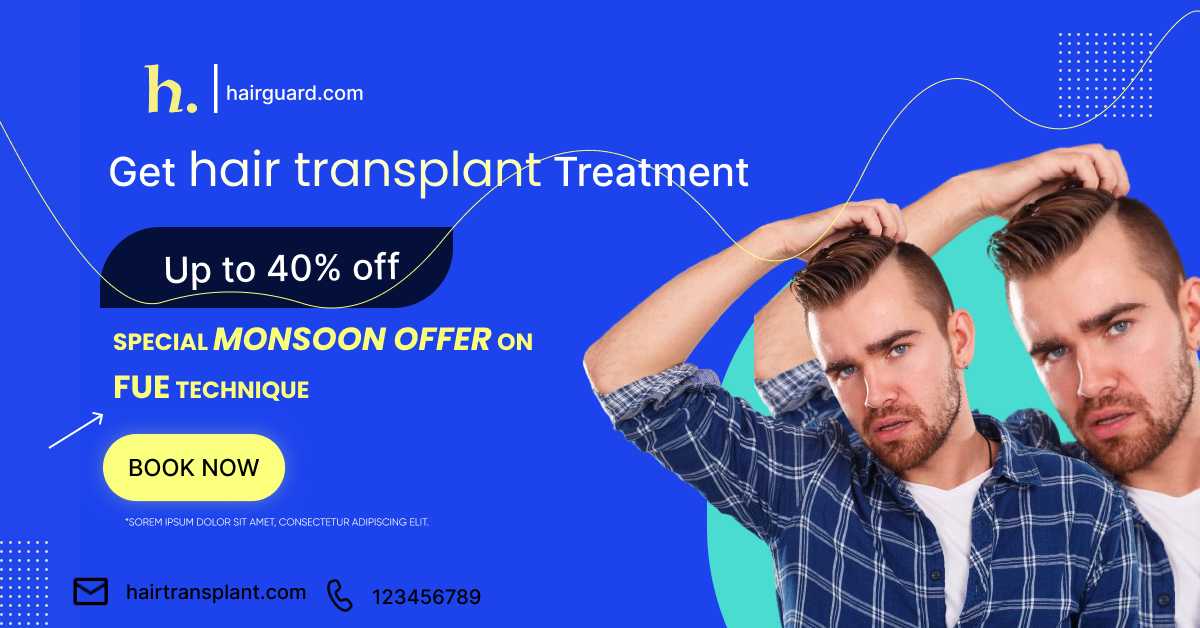 h. hairguard.com
Get hair transplant Treatment
Up to 40% off
SPECIAL MONSOON OFFER ON
FUE TECHNIQUE
BOOK NOW
*SOREM IPSUM DOLOR SIT AMET, CONSECTETUR ADIPISCING ELIT.
hairtransplant.com 123456789